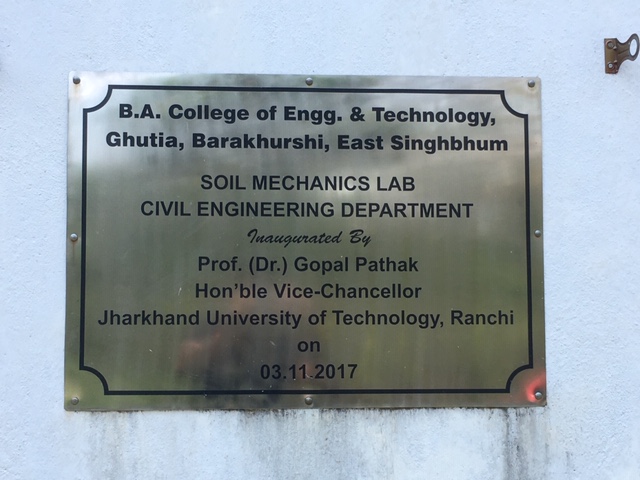 B.A. College of Engg. & Technology,
Ghutia, Barakhurshi, East Singhbhum
SOIL MECHANICS LAB
CIVIL ENGINEERING DEPARTMENT
Inaugurated By
Prof. (Dr.) Gopal Pathak
Hon'ble Vice-Chancellor
Jharkhand University of Technology, Ranchi
on
03.11.2017